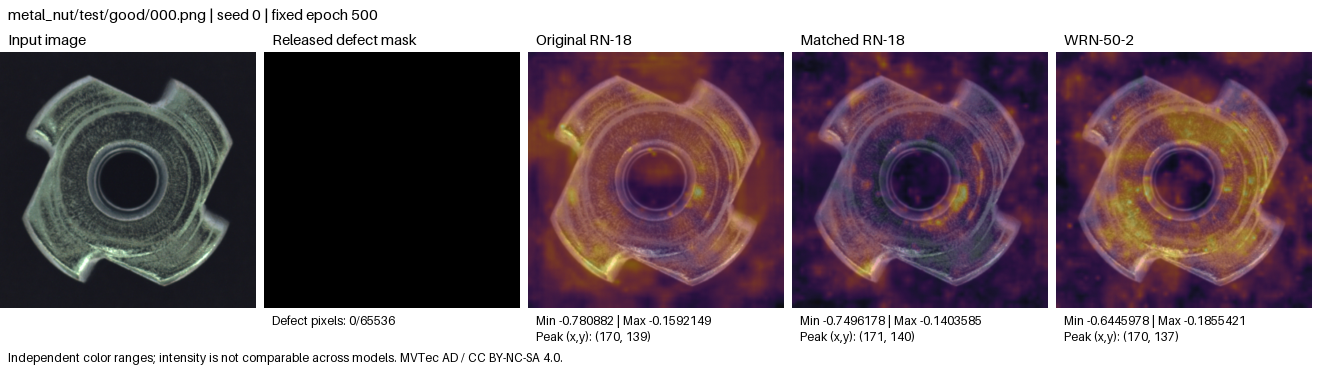 metal_nut/test/good/000.png | seed 0 | fixed epoch 500
Input image
Released defect mask
Original RN-18
Matched RN-18
WRN-50-2
Defect pixels: 0/65536
Min -0.780882 | Max -0.1592149
Peak (x,y): (170, 139)
Min -0.7496178 | Max -0.1403585
Peak (x,y): (171, 140)
Min -0.6445978 | Max -0.1855421
Peak (x,y): (170, 137)
Independent color ranges; intensity is not comparable across models. MVTec AD / CC BY-NC-SA 4.0.